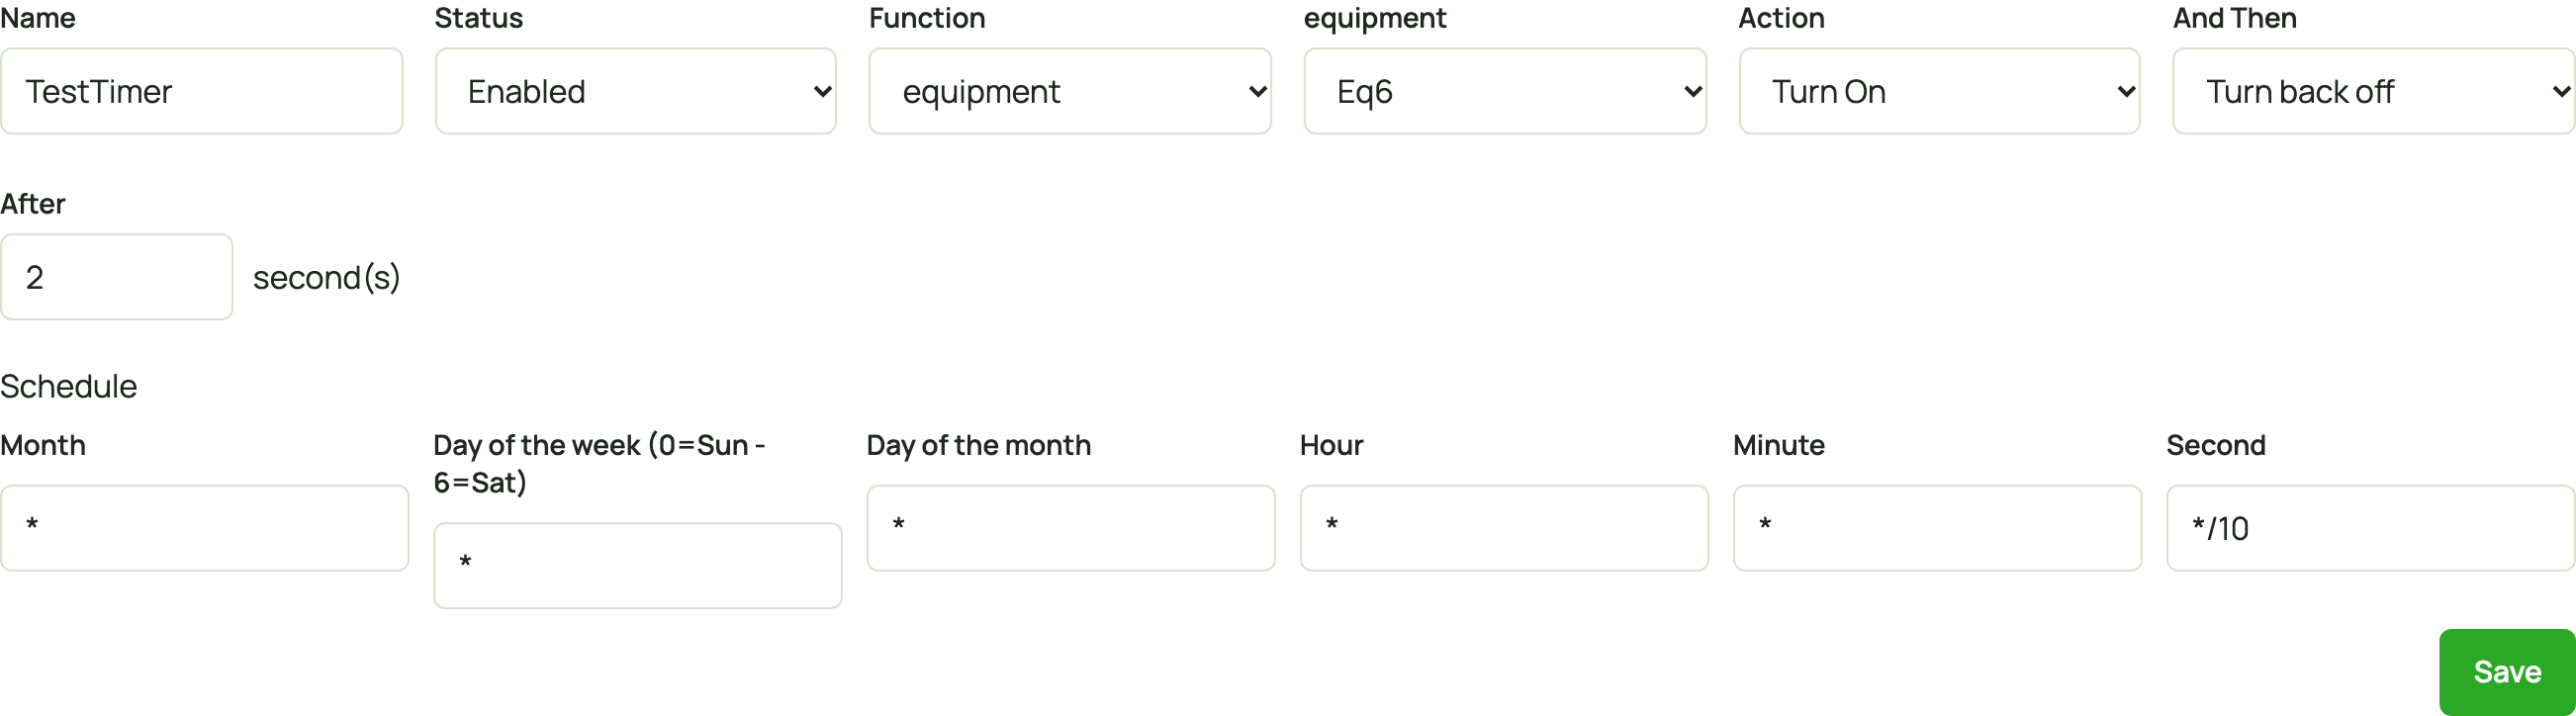 Name Status Function equipment Action And Then
TestTimer Enabled equipment Eq6 Turn On Turn back off
After
2 second(s)
Schedule
Month Day of the week (0=Sun - Day of the month Hour Minute Second
6=Sat)
* * * * * */10
Save